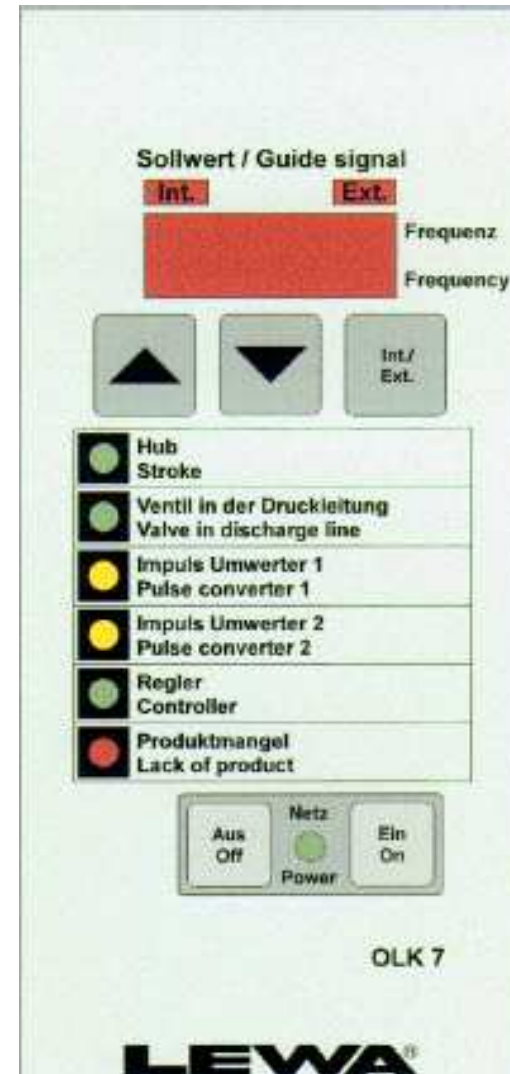 Sollwert / Guide signal
Int. Ext.
Frequenz
Frequency
Int./
Ext.
Hub
Stroke
Ventil in der Druckleitung
Valve in discharge line
Impuls Umwerter 1
Pulse converter 1
Impuls Umwerter 2
Pulse converter 2
Regler
Controller
Produktmangel
Lack of product
Netz
Aus
Off
Ein
On
Power
OLK 7
LEWA®